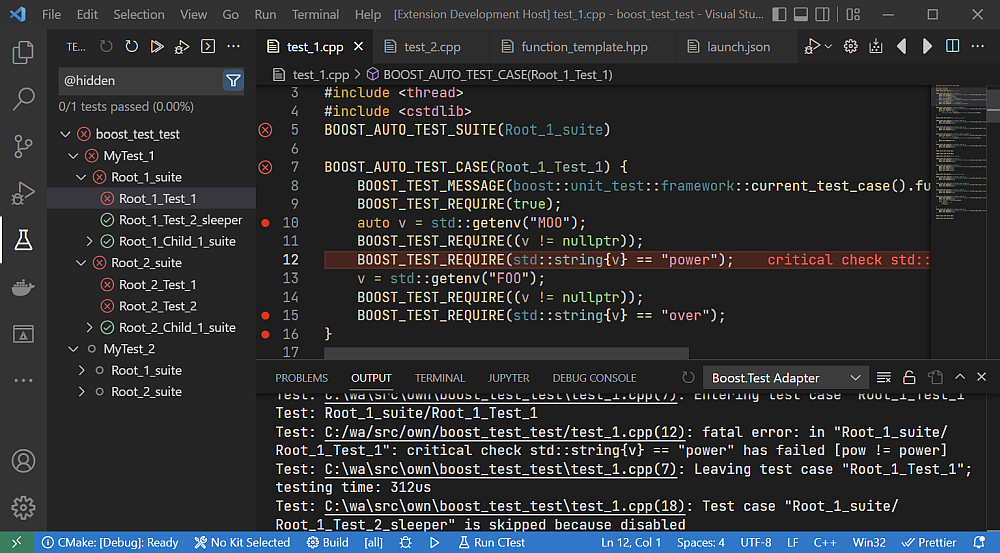 File Edit View Go Run Terminal Help [Extension Development Host] test_1.cpp - boost_test_test - Visual Stu...
TE...
@hidden
0/1 tests passed (0.00%)
boost_test_test
MyTest_1
Root_1_suite
Root_1_Test_1
Root_1_Test_2_sleeper
Root_1_Child_1_suite
Root_2_suite
Root_2_Test_1
Root_2_Test_2
Root_2_Child_1_suite
MyTest_2
Root_1_suite
Root_2_suite
test_1.cpp test_2.cpp function_template.hpp launch.json
test_1.cpp > BOOST_AUTO_TEST_CASE(Root_1_Test_1)
3 #include <thread>
4 #include <cstdlib>
5 BOOST_AUTO_TEST_SUITE(Root_1_suite)
6
7 BOOST_AUTO_TEST_CASE(Root_1_Test_1) {
8 BOOST_TEST_MESSAGE(boost::unit_test::framework::current_test_case().fu
9 BOOST_TEST_REQUIRE(true);
10 auto v = std::getenv("MOO");
11 BOOST_TEST_REQUIRE((v != nullptr));
12 BOOST_TEST_REQUIRE(std::string{v} == "power"); critical check std::
13 v = std::getenv("FOO");
14 BOOST_TEST_REQUIRE((v != nullptr));
15 BOOST_TEST_REQUIRE(std::string{v} == "over");
16 }
17
PROBLEMS OUTPUT TERMINAL JUPYTER DEBUG CONSOLE Boost.Test Adapter
Test: C:\wa\src\own\boost_test_test\test_1.cpp(7): Entering test case "Root_1_Test_1"
Test: Root_1_suite/Root_1_Test_1
Test: C:/wa/src/own/boost_test_test/test_1.cpp(12): fatal error: in "Root_1_suite/
Root_1_Test_1": critical check std::string{v} == "power" has failed [pow != power]
Test: C:\wa\src\own\boost_test_test\test_1.cpp(7): Leaving test case "Root_1_Test_1";
testing time: 312us
Test: C:\wa\src\own\boost_test_test\test_1.cpp(18): Test case "Root_1_suite/
Root_1_Test_2_sleeper" is skipped because disabled
CMake: [Debug]: Ready No Kit Selected Build [all] Run CTest Ln 12, Col 1 Spaces: 4 UTF-8 LF C++ Win32 Prettier